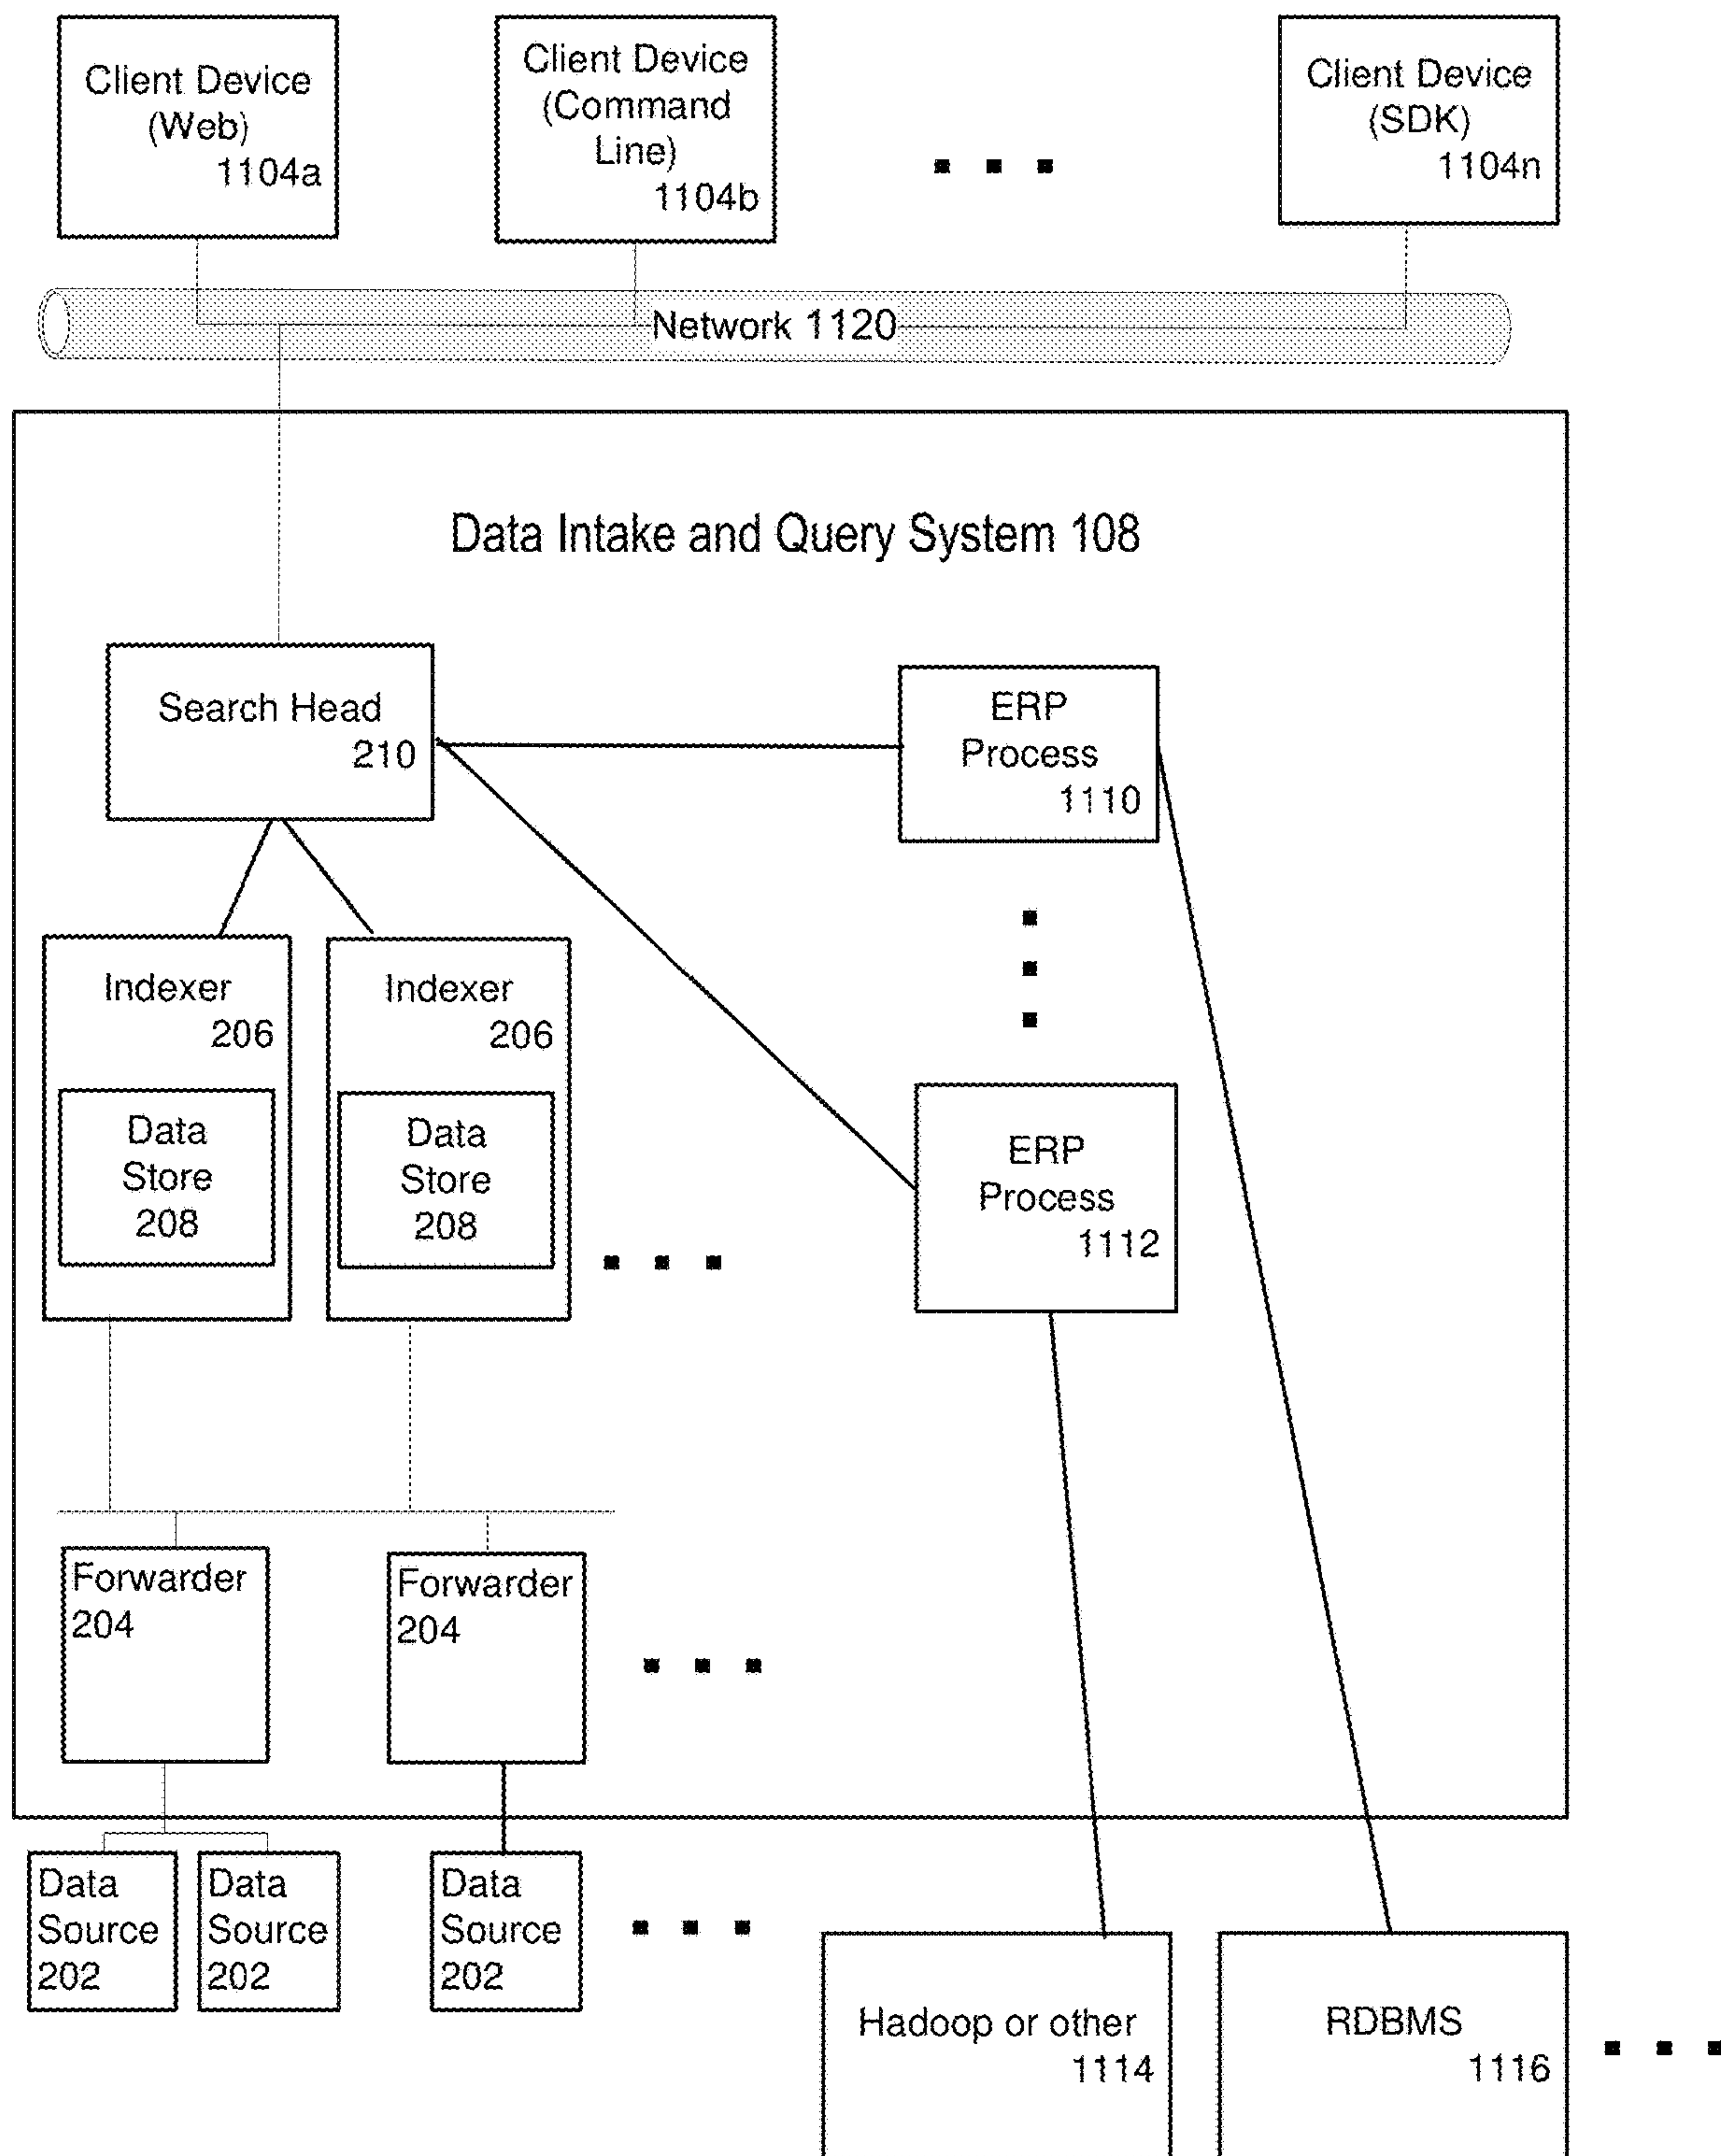 Client Device
(Web)
1104a
Client Device
(Command
Line)
1104b
Client Device
(SDK)
1104n
Network 1120
Data Intake and Query System 108
Search Head
210
ERP
Process
1110
Indexer
206
Data
Store
208
Indexer
206
Data
Store
208
ERP
Process
1112
Forwarder
204
Forwarder
204
Data
Source
202
Data
Source
202
Data
Source
202
Hadoop or other
1114
RDBMS
1116